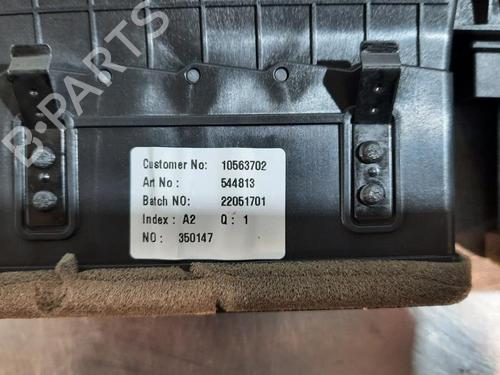 B-PARTS
Customer No: 10563702
Art No: 544813
Batch NO: 22051701
Index: A2 Q: 1
NO: 350147